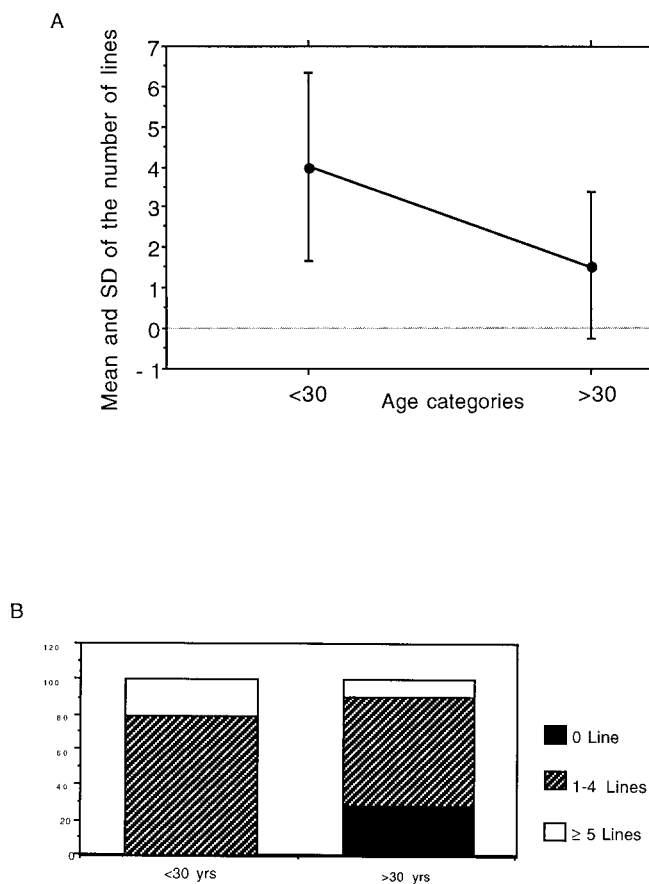 A
Mean and SD of the number of lines
7
6
5
4
3
2
1
0
- 1
<30 Age categories >30
B
120
100
80
60
40
20
0
<30 yrs >30 yrs
0 Line
1-4 Lines
≥ 5 Lines